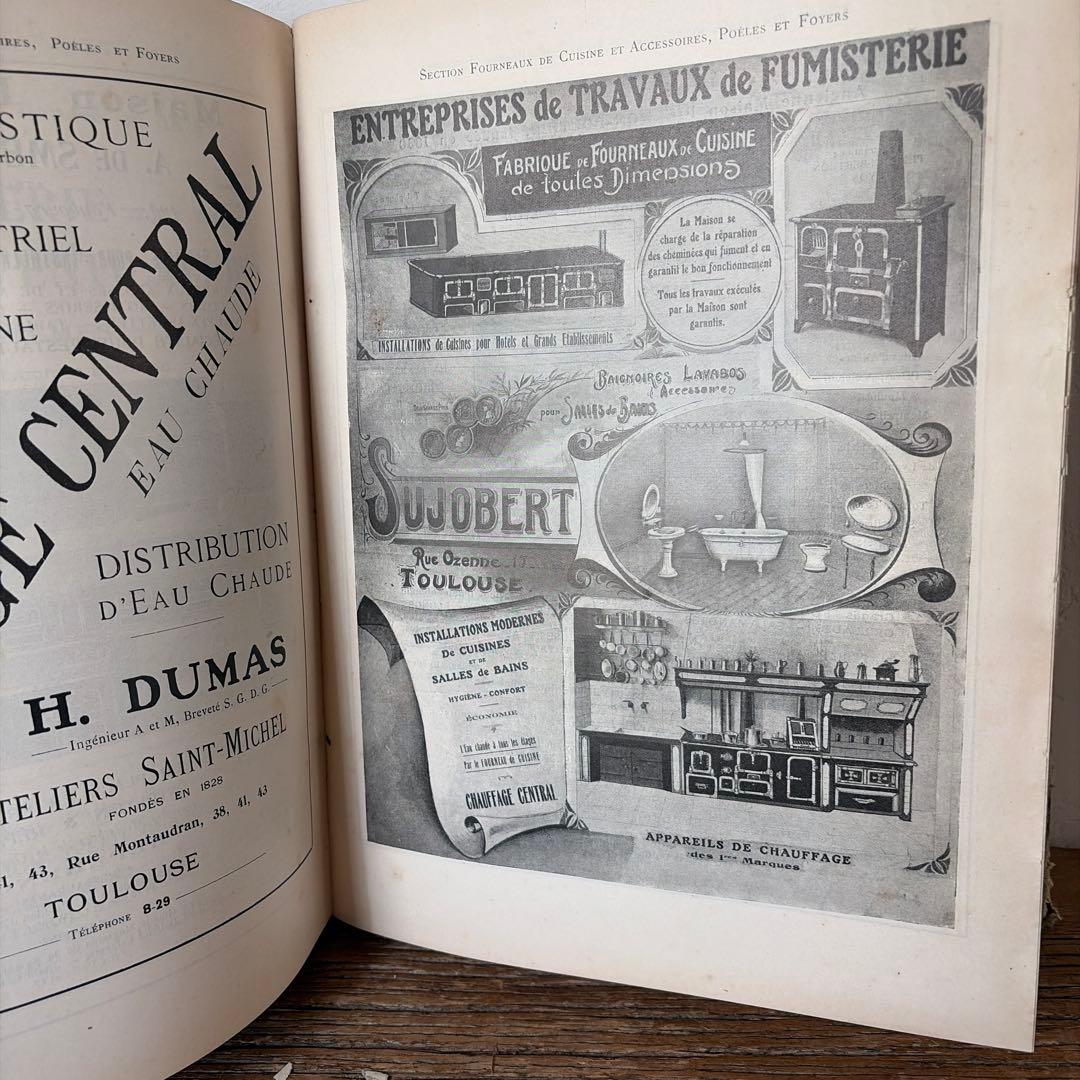 IRES, POÊLES ET FOYERS
STIQUE
rbon
TRIEL
NE
GE CENTRAL
EAU CHAUDE
DISTRIBUTION
D'EAU CHAUDE
H. DUMAS
Ingénieur A et M, Breveté S. G. D. G.
TELIERS SAINT-MICHEL
FONDÉS EN 1828
41, 43, Rue Montaudran, 38, 41, 43
TOULOUSE
TÉLÉPHONE 8-29
SECTION FOURNEAUX DE CUISINE ET ACCESSOIRES, POÊLES ET FOYERS
ENTREPRISES de TRAVAUX de FUMISTERIE
FABRIQUE DE FOURNEAUX DE CUISINE
de toutes Dimensions
La Maison se
charge de la réparation
des cheminées qui fument et en
garantit le bon fonctionnement
Tous les travaux exécutés
par la Maison sont
garantis.
INSTALLATIONS de Cuisines pour Hotels et Grands Etablissements
BAIGNOIRES LAVABOS
Accessoires
pour SALLES de BAINS
SUJOBERT
Rue Ozenne
TOULOUSE
INSTALLATIONS MODERNES
De CUISINES
ET DE
SALLES de BAINS
HYGIÈNE - CONFORT
ÉCONOMIE
L'Eau chaude à tous les étages
Par le FOURNEAU de CUISINE
CHAUFFAGE CENTRAL
APPAREILS DE CHAUFFAGE
des 1res Marques